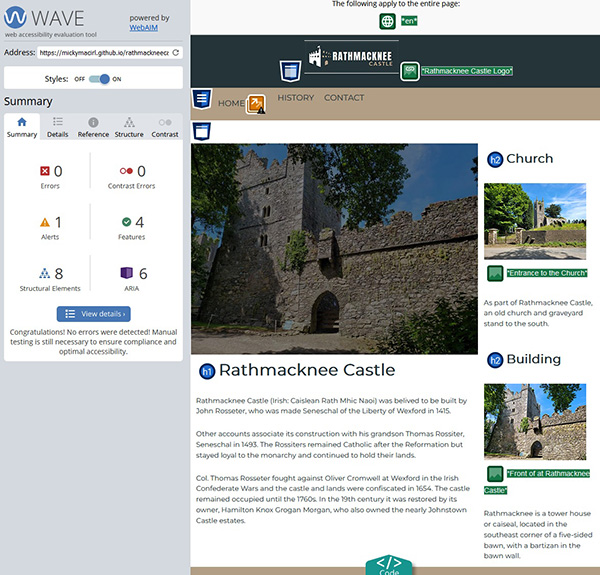 WAVE
web accessibility evaluation tool
powered by
WebAIM
Address: https://mickymacirl.github.io/rathmackneeca
Styles: OFF ON
Summary
Summary Details Reference Structure Contrast
0 0
Errors Contrast Errors
1 4
Alerts Features
8 6
Structural Elements ARIA
View details ›
Congratulations! No errors were detected! Manual
testing is still necessary to ensure compliance and
optimal accessibility.
The following apply to the entire page:
*en*
RATHMACKNEE
CASTLE
*Rathmacknee Castle Logo*
HOME HISTORY CONTACT
h1 Rathmacknee Castle
Rathmacknee Castle (Irish: Caislean Rath Mhic Naoi) was belived to be built by
John Rosseter, who was made Seneschal of the Liberty of Wexford in 1415.
Other accounts associate its construction with his grandson Thomas Rossiter,
Seneschal in 1493. The Rossiters remained Catholic after the Reformation but
stayed loyal to the monarchy and continued to hold their lands.
Col. Thomas Rosseter fought against Oliver Cromwell at Wexford in the Irish
Confederate Wars and the castle and lands were confiscated in 1654. The castle
remained occupied until the 1760s. In the 19th century it was restored by its
owner, Hamilton Knox Grogan Morgan, who also owned the nearly Johnstown
Castle estates.
h2 Church
*Entrance to the Church*
As part of Rathmacknee Castle,
an old church and graveyard
stand to the south.
h2 Building
*Front of at Rathmacknee
Castle*
Rathmacknee is a tower house
or caiseal, located in the
southeast corner of a five-sided
bawn, with a bartizan in the
bawn wall.
</> 
Code